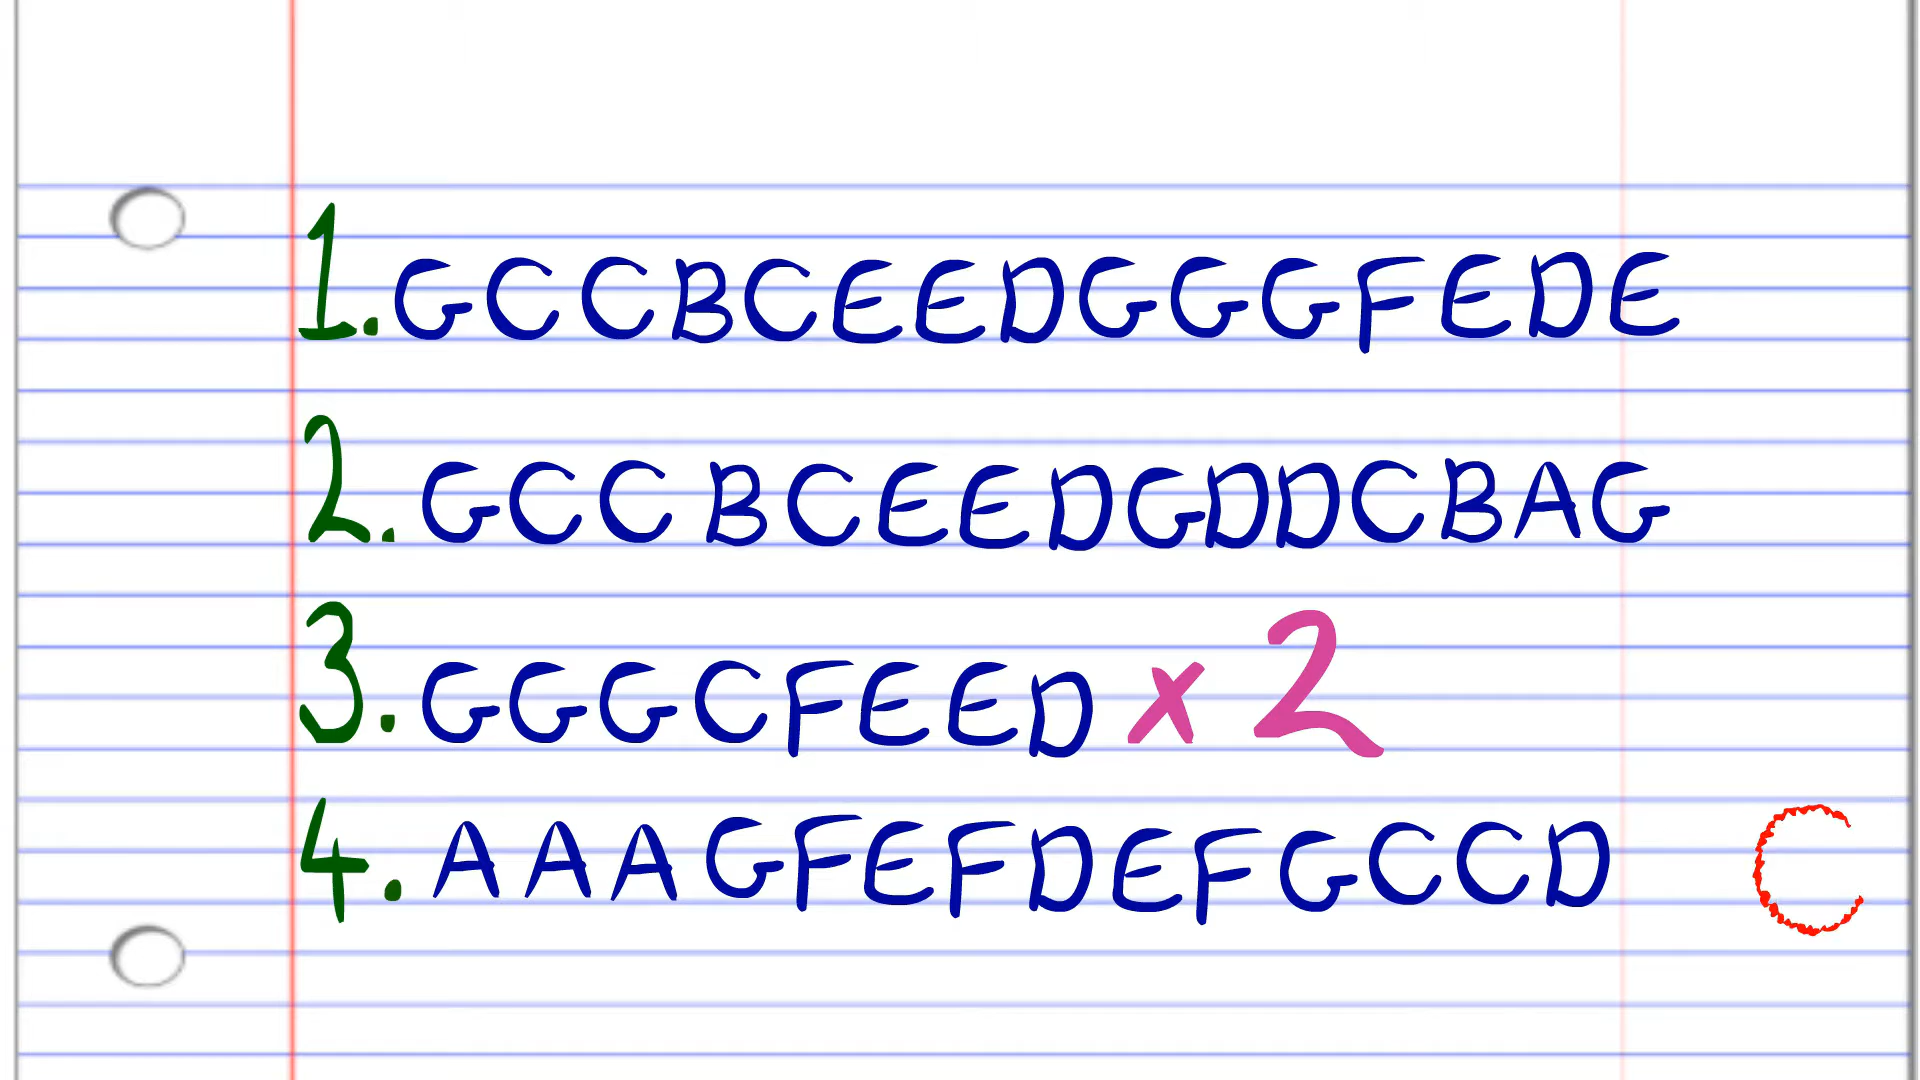 1. GCCBCEEDGGGFEDE
2. GCCBCEEDGDDCBAG
3. GGGCFEED x 2
4. AAAGFEFDEFGCCD C